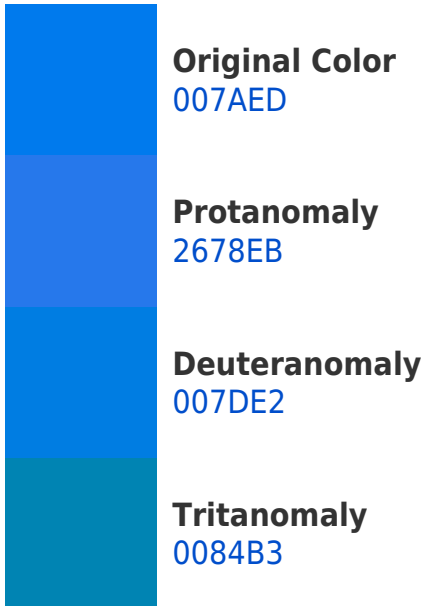 Original Color
007AED
Protanomaly
2678EB
Deuteranomaly
007DE2
Tritanomaly
0084B3